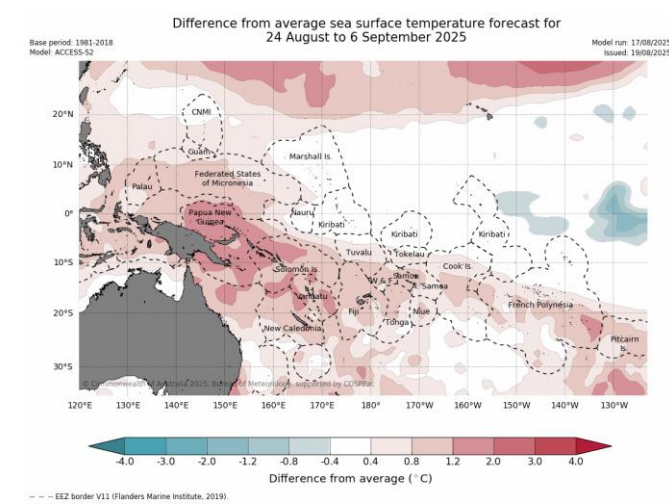 Difference from average sea surface temperature forecast for
24 August to 6 September 2025
Base period: 1981-2018
Model: ACCESS-S2
Model run: 17/08/2025
Issued: 19/08/2025
20°N
10°N
0°
10°S
20°S
30°S
CNMI
Guam
Marshall Is.
Palau
Federated States
of Micronesia
Papua New
Guinea
Nauru
Kiribati
Kiribati
Kiribati
Tuvalu
Tokelau
Solomon Is.
Cook Is.
W & F
Samoa
A. Samoa
Vanuatu
French Polynesia
Fiji
Niue
Tonga
New Caledonia
Pitcairn
Is.
© Commonwealth of Australia 2025, Bureau of Meteorology, supported by COSPPac
120°E 130°E 140°E 150°E 160°E 170°E 180° 170°W 160°W 150°W 140°W 130°W
-4.0 -3.0 -2.0 -1.2 -0.8 -0.4 0.4 0.8 1.2 2.0 3.0 4.0
Difference from average (°C)
-- -- -- EEZ border V11 (Flanders Marine Institute, 2019).